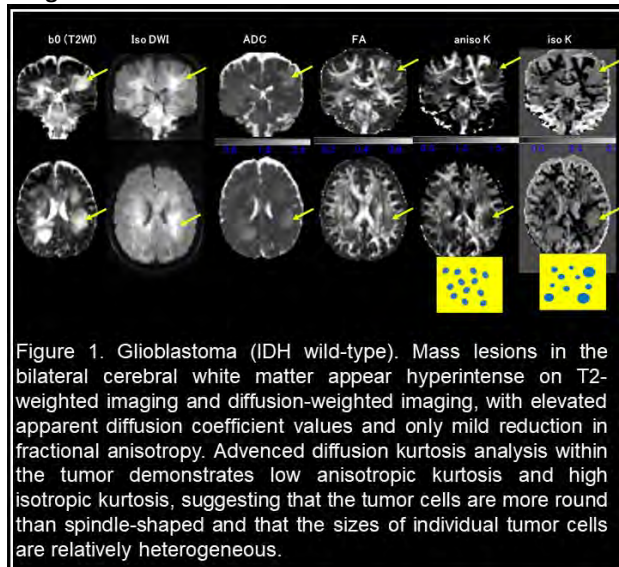 b0 (T2WI) Iso DWI ADC FA aniso K iso K
Figure 1. Glioblastoma (IDH wild-type). Mass lesions in the
bilateral cerebral white matter appear hyperintense on T2-
weighted imaging and diffusion-weighted imaging, with elevated
apparent diffusion coefficient values and only mild reduction in
fractional anisotropy. Advenced diffusion kurtosis analysis within
the tumor demonstrates low anisotropic kurtosis and high
isotropic kurtosis, suggesting that the tumor cells are more round
than spindle-shaped and that the sizes of individual tumor cells
are relatively heterogeneous.